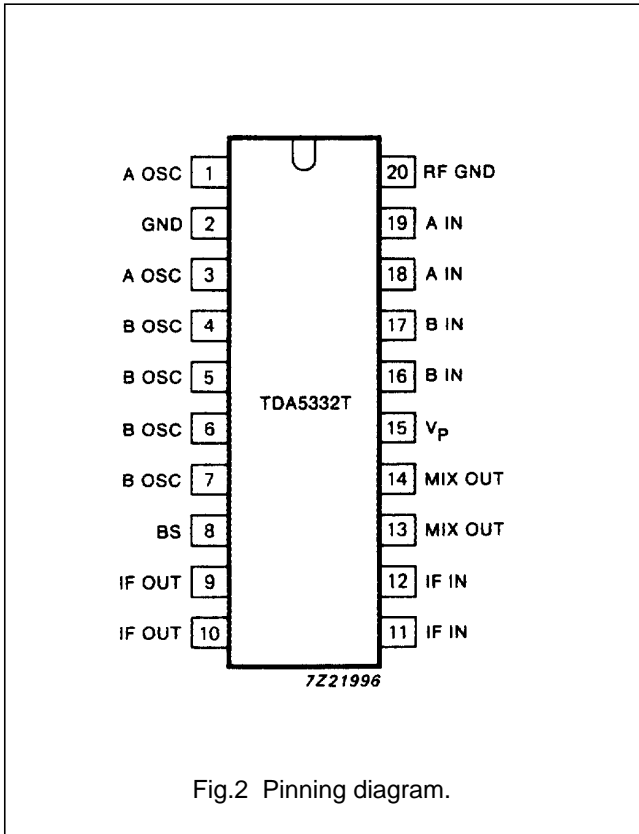 A OSC 1 20 RF GND
GND 2 19 A IN
A OSC 3 18 A IN
B OSC 4 17 B IN
B OSC 5 16 B IN
TDA5332T
B OSC 6 15 VP
B OSC 7 14 MIX OUT
BS 8 13 MIX OUT
IF OUT 9 12 IF IN
IF OUT 10 11 IF IN
7Z21996
Fig.2 Pinning diagram.